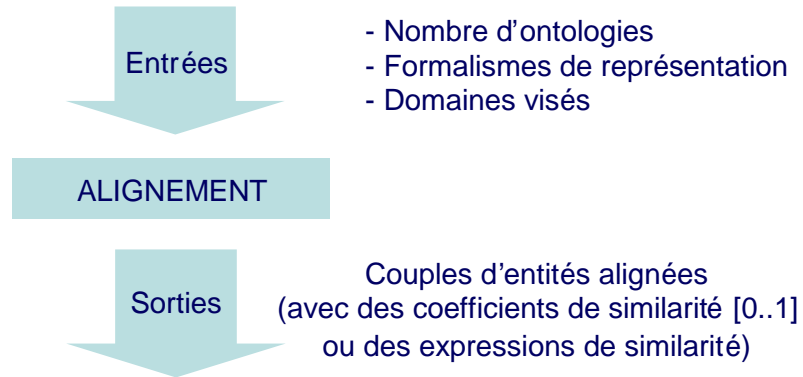 Entrées
- Nombre d'ontologies
- Formalismes de représentation
- Domaines visés
ALIGNEMENT
Sorties
Couples d'entités alignées
(avec des coefficients de similarité [0..1]
ou des expressions de similarité)